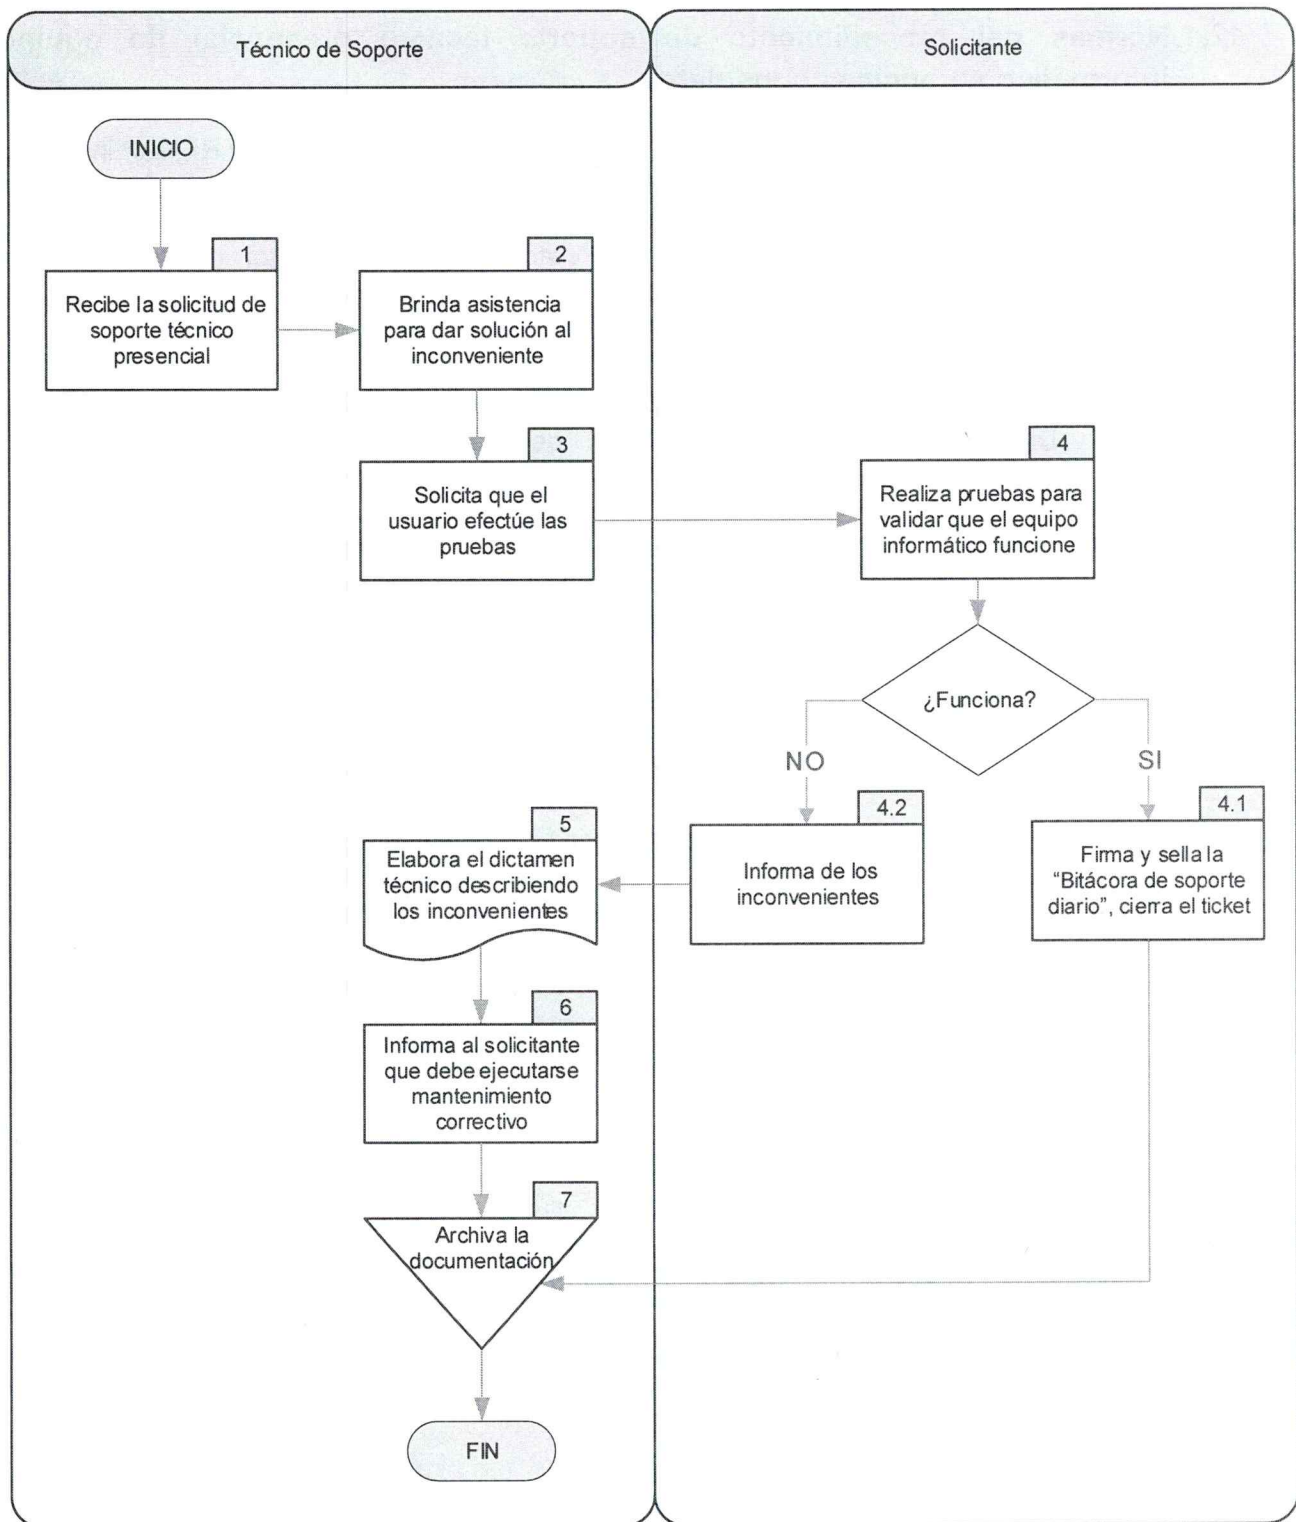 Técnico de Soporte
Solicitante
INICIO
1
Recibe la solicitud de
soporte técnico
presencial
2
Brinda asistencia
para dar solución al
inconveniente
3
Solicita que el
usuario efectúe las
pruebas
4
Realiza pruebas para
validar que el equipo
informático funcione
¿Funciona?
NO
SI
4.2
Informa de los
inconvenientes
4.1
Firma y sella la
“Bitácora de soporte
diario”, cierra el ticket
5
Elabora el dictamen
técnico describiendo
los inconvenientes
6
Informa al solicitante
que debe ejecutarse
mantenimiento
correctivo
7
Archiva la
documentación
FIN